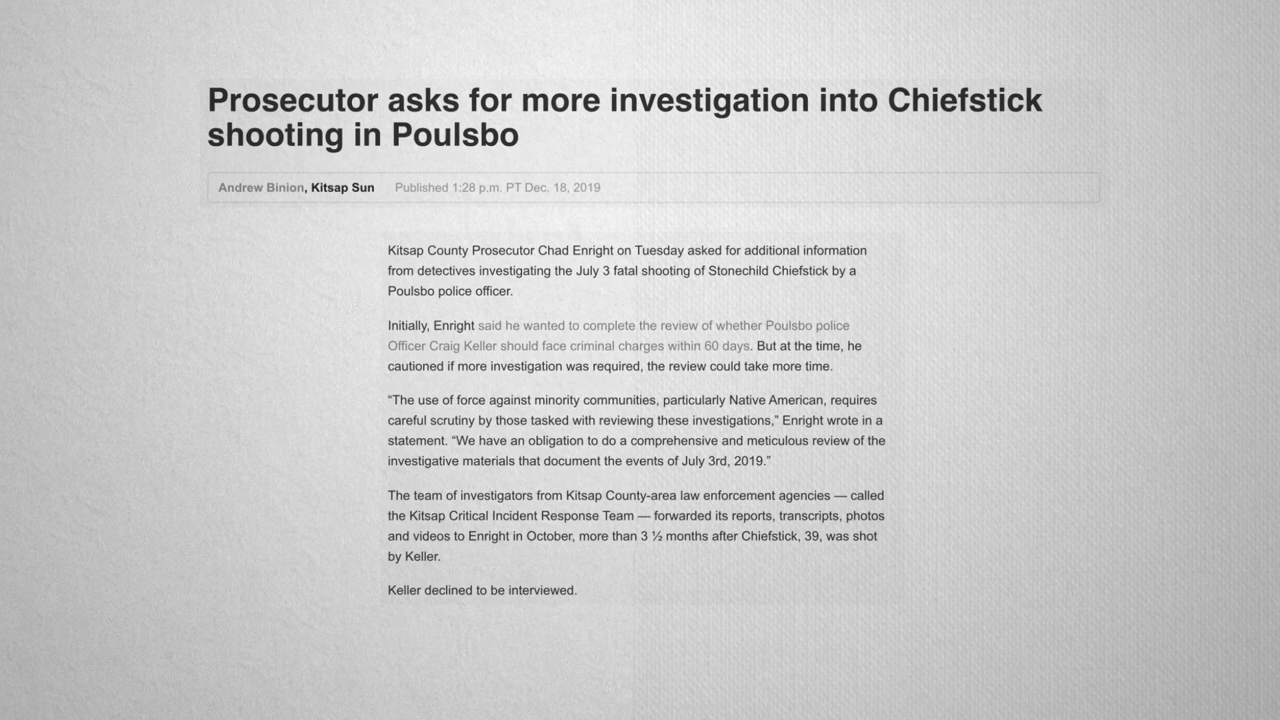 Prosecutor asks for more investigation into Chiefstick
shooting in Poulsbo
Andrew Binion, Kitsap Sun Published 1:28 p.m. PT Dec. 18, 2019
Kitsap County Prosecutor Chad Enright on Tuesday asked for additional information
from detectives investigating the July 3 fatal shooting of Stonechild Chiefstick by a
Poulsbo police officer.
Initially, Enright said he wanted to complete the review of whether Poulsbo police
Officer Craig Keller should face criminal charges within 60 days. But at the time, he
cautioned if more investigation was required, the review could take more time.
“The use of force against minority communities, particularly Native American, requires
careful scrutiny by those tasked with reviewing these investigations,” Enright wrote in a
statement. “We have an obligation to do a comprehensive and meticulous review of the
investigative materials that document the events of July 3rd, 2019.”
The team of investigators from Kitsap County-area law enforcement agencies — called
the Kitsap Critical Incident Response Team — forwarded its reports, transcripts, photos
and videos to Enright in October, more than 3 ½ months after Chiefstick, 39, was shot
by Keller.
Keller declined to be interviewed.